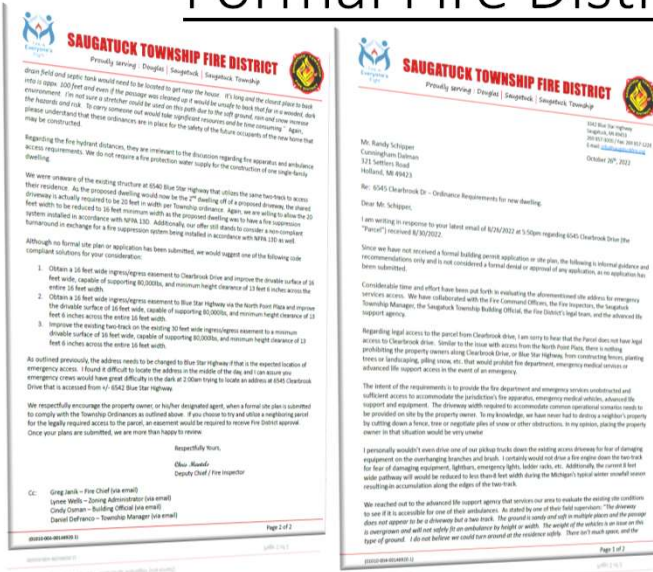 Formal Fire Distri
Everyone's
Fight
SAUGATUCK TOWNSHIP FIRE DISTRICT
Proudly serving : Douglas | Saugatuck | Saugatuck Township
drain field and septic tank would need to be located to get near the house. It's long and the closest place to back
into is appx. 100 feet and even if the passage was cleaned up it would be unsafe to back that far in a wooded, dark
environment. I'm not sure a stretcher could be used on this path due to the soft ground, rain and snow increase
the hazards and risk. To carry someone out would take significant resources and be time consuming." Again,
please understand that these ordinances are in place for the safety of the future occupants of the new home that
may be constructed.
Regarding the fire hydrant distances, they are irrelevant to the discussion regarding fire apparatus and ambulance
access requirements. We do not require a fire protection water supply for the construction of one single-family
dwelling.
We were unaware of the existing structure at 6540 Blue Star Highway that utilizes the same two-track to access
their residence. As the proposed dwelling would now be the 2nd dwelling off of a proposed driveway, the shared
driveway is actually required to be 20 feet in width per Township ordinance. Again, we are willing to allow the 20
feet width to be reduced to 16 feet minimum width as the proposed dwelling was to have a fire suppression
system installed in accordance with NFPA 13D. Additionally, our offer still stands to consider a non-compliant
turnaround in exchange for a fire suppression system being installed in accordance with NFPA 13D as well.
Although no formal site plan or application has been submitted, we would suggest one of the following code
compliant solutions for your consideration:
1. Obtain a 16 feet wide ingress/egress easement to Clearbrook Drive and improve the drivable surface of 16
feet wide, capable of supporting 80,000lbs, and minimum height clearance of 13 feet 6 inches across the
entire 16 feet width.
2. Obtain a 16 feet wide ingress/egress easement to Blue Star Highway via the North Point Plaza and improve
the drivable surface of 16 feet wide, capable of supporting 80,000lbs, and minimum height clearance of 13
feet 6 inches across the entire 16 feet width.
3. Improve the existing two-track on the existing 30 feet wide ingress/egress easement to a minimum
drivable surface of 16 feet wide, capable of supporting 80,000lbs, and minimum height clearance of 13
feet 6 inches across the entire 16 feet width.
As outlined previously, the address needs to be changed to Blue Star Highway if that is the expected location of
emergency access. I found it difficult to locate the address in the middle of the day, and I can assure you
emergency crews would have great difficulty in the dark at 2:00am trying to locate an address at 6545 Clearbrook
Drive that is accessed from +/- 6542 Blue Star Highway.
We respectfully encourage the property owner, or his/her designated agent, when a formal site plan is submitted
to comply with the Township Ordinances as outlined above. If you choose to try and utilize a neighboring parcel
for the legally required access to the parcel, an easement would be required to receive Fire District approval.
Once your plans are submitted, we are more than happy to review.
Respectfully Yours,
Chris Mantels
Deputy Chief / Fire Inspector
Cc: Greg Janik – Fire Chief (via email)
Lynee Wells – Zoning Administrator (via email)
Cindy Osman – Building Official (via email)
Daniel DeFranco – Township Manager (via email)
Page 2 of 2
SAUGATUCK TOWNSHIP FIRE DISTRICT
Proudly serving : Douglas | Saugatuck | Saugatuck Township
3342 Blue Star Highway
Saugatuck, MI 49453
October 26th, 2022
Mr. Randy Schipper
Cunningham Dalman
321 Settlers Road
Holland, MI 49423
Re: 6545 Clearbrook Dr – Ordinance Requirements for new dwelling.
Dear Mr. Schipper,
I am writing in response to your latest email of 8/26/2022 at 5:50pm regarding 6545 Clearbrook Drive (the
"Parcel") received 8/30/2022.
Since we have not received a formal building permit application or site plan, the following is informal guidance and
recommendations only and is not considered a formal denial or approval of any application, as no application has
been submitted.
Considerable time and effort have been put forth in evaluating the aforementioned site address for emergency
services access. We have collaborated with the Fire Command Officers, the Fire Inspectors, the Saugatuck
Township Manager, the Saugatuck Township Building Official, the Fire District's legal team, and the advanced life
support agency.
Regarding legal access to the parcel from Clearbrook drive, I am sorry to hear that the Parcel does not have legal
access to Clearbrook drive. Similar to the issue with access from the North Point Plaza, there is nothing
prohibiting the property owners along Clearbrook Drive, or Blue Star Highway, from constructing fences, planting
trees or landscaping, piling snow, etc. that would prohibit fire department, emergency medical services or
advanced life support access in the event of an emergency.
The intent of the requirements is to provide the fire department and emergency services unobstructed and
sufficient access to accommodate the jurisdiction's fire apparatus, emergency medical vehicles, advanced life
support and equipment. The driveway width required to accommodate common operational scenarios needs to
be provided on site by the property owner. To my knowledge, we have never had to destroy a neighbor's property
by cutting down a fence, tree or negotiate piles of snow or other obstructions. In my opinion, placing the property
owner in that situation would be very unwise
I personally wouldn't even drive one of our pickup trucks down the existing access driveway for fear of damaging
equipment on the overhanging branches and brush. I certainly would not drive a fire engine down the two-track
for fear of damaging equipment, lightbars, emergency lights, ladder racks, etc. Additionally, the current 8 feet
wide pathway will would be reduced to less than 8 feet width during the Michigan's typical winter snowfall season
resulting-in accumulation along the edges of the two-track.
We reached out to the advanced life support agency that services our area to evaluate the existing site conditions
to see if it is accessible for one of their ambulances. As stated by one of their field supervisors: "The driveway
does not appear to be a driveway but a two track. The ground is sandy and soft in multiple places and the passage
is overgrown and will not safely fit an ambulance by height or width. The weight of the vehicles is an issue on this
type of ground. I do not believe we could turn around at the residence safely. There isn't much space, and the
Page 1 of 2